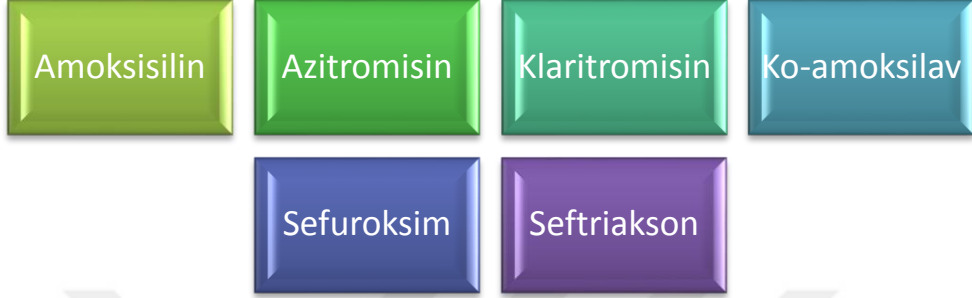 Amoksisilin
Azitromisin
Klaritromisin
Ko-amoksilav
Sefuroksim
Seftriakson